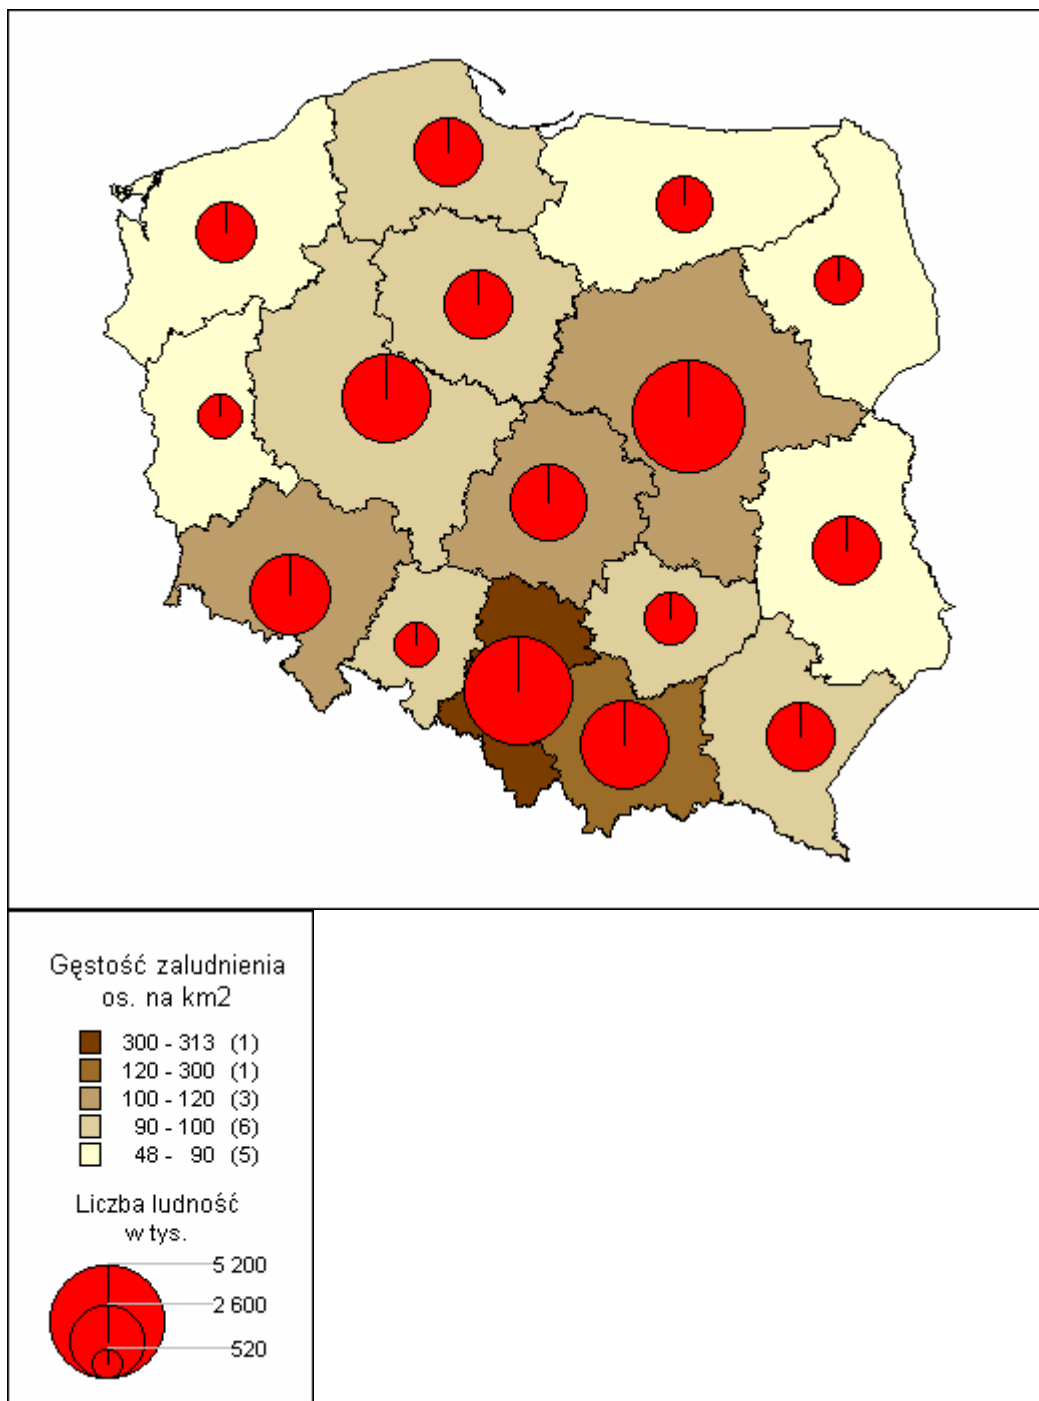 Gęstość zaludnienia
os. na km2
300 - 313 (1)
120 - 300 (1)
100 - 120 (3)
90 - 100 (6)
48 - 90 (5)
Liczba ludność
w tys.
5 200
2 600
520